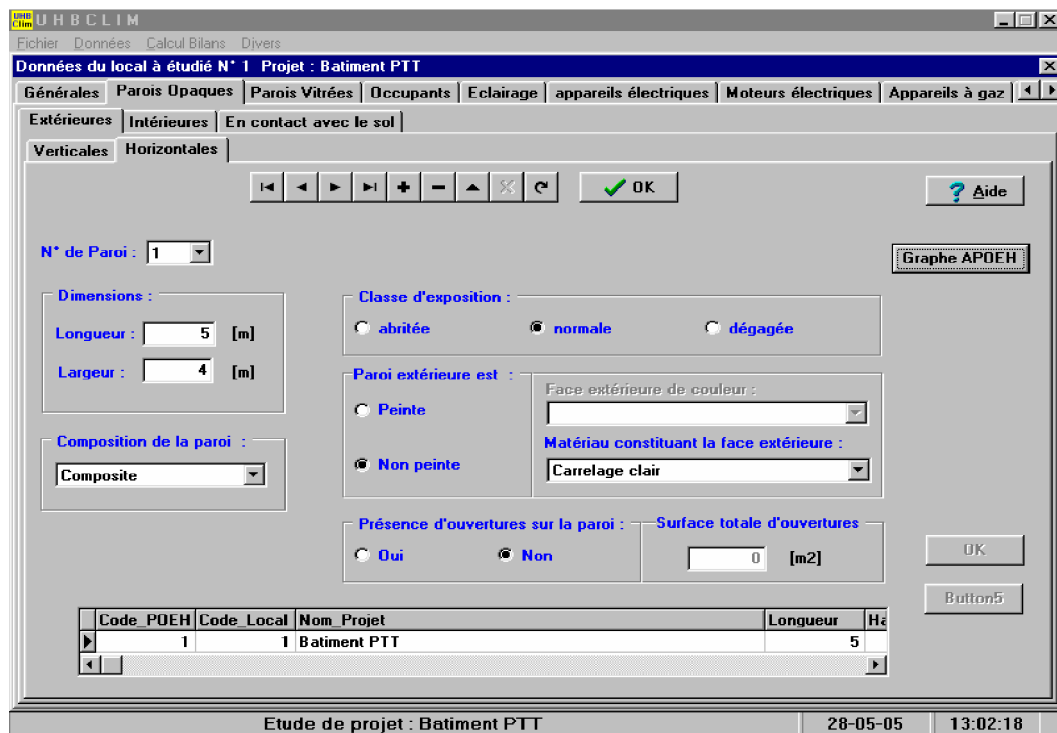 UHB Clim UHBCLIM
Fichier Données Calcul Bilans Divers
Données du local à étudié N° 1 Projet : Batiment PTT
Générales Parois Opaques Parois Vitrées Occupants Eclairage appareils électriques Moteurs électriques Appareils à gaz
Extérieures Intérieures En contact avec le sol
Verticales Horizontales
OK
? Aide
N° de Paroi : 1
Graphe APOEH
Dimensions :
Longueur : 5 [m]
Largeur : 4 [m]
Classe d'exposition :
abritée normale dégagée
Paroi extérieure est :
Peinte
Non peinte
Face extérieure de couleur :
Matériau constituant la face extérieure :
Carrelage clair
Composition de la paroi :
Composite
Présence d'ouvertures sur la paroi :
Oui Non
Surface totale d'ouvertures
0 [m2]
OK
Button5
Code_POEH Code_Local Nom_Projet Longueur Ha
1 1 Batiment PTT 5
Etude de projet : Batiment PTT 28-05-05 13:02:18